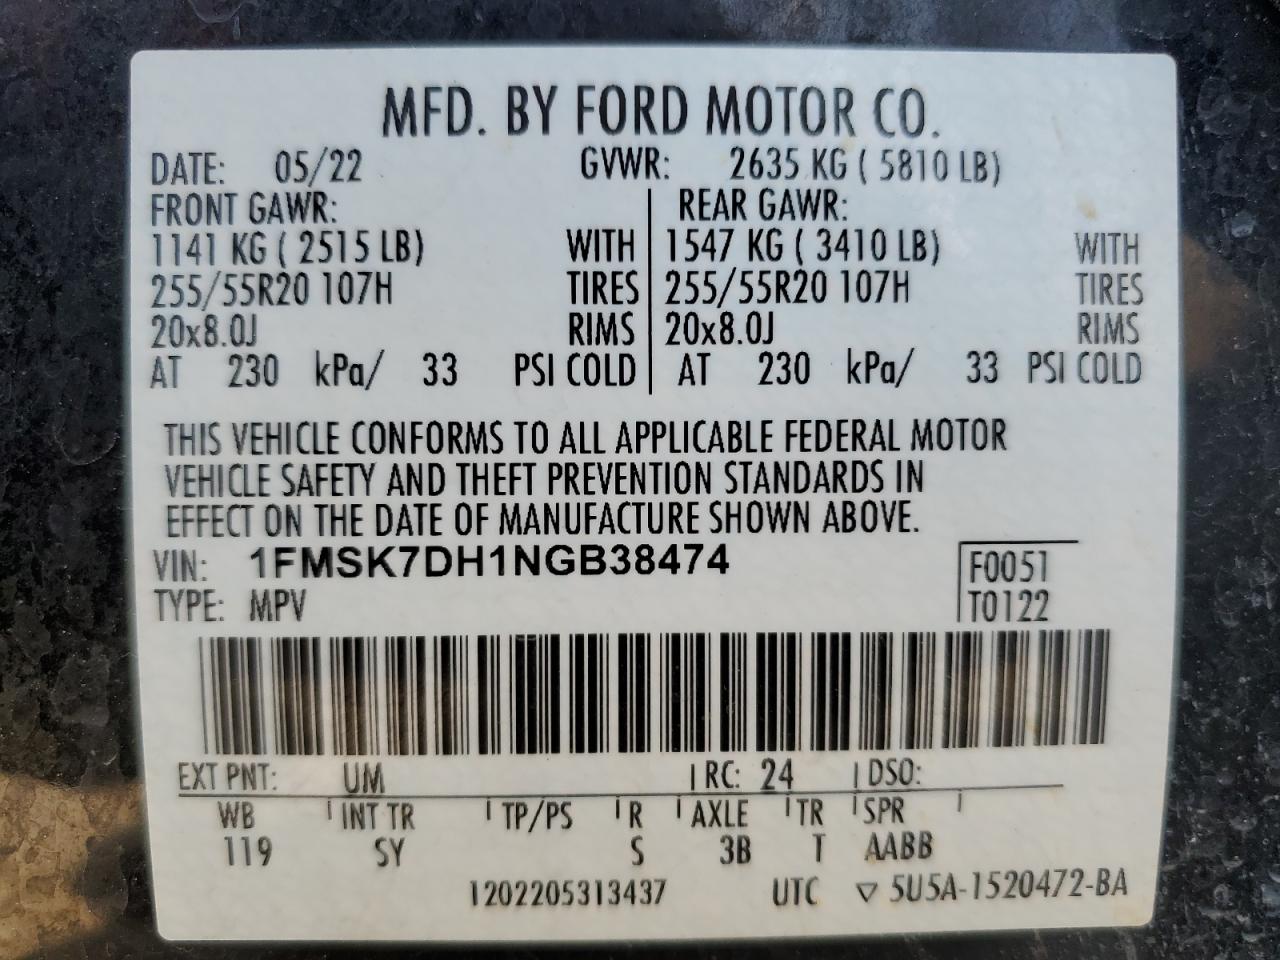 MFD. BY FORD MOTOR CO.
DATE: 05/22 GVWR: 2635 KG ( 5810 LB)
FRONT GAWR: REAR GAWR:
1141 KG ( 2515 LB) WITH 1547 KG ( 3410 LB) WITH
255/55R20 107H TIRES 255/55R20 107H TIRES
20x8.0J RIMS 20x8.0J RIMS
AT 230 kPa/ 33 PSI COLD AT 230 kPa/ 33 PSI COLD
THIS VEHICLE CONFORMS TO ALL APPLICABLE FEDERAL MOTOR
VEHICLE SAFETY AND THEFT PREVENTION STANDARDS IN
EFFECT ON THE DATE OF MANUFACTURE SHOWN ABOVE.
VIN: 1FMSK7DH1NGB38474 F0051
TYPE: MPV T0122
EXT PNT: UM RC: 24 DSO:
WB INT TR TP/PS R AXLE TR SPR
119 SY S 3B T AABB
1202205313437 UTC ▽ 5U5A-1520472-BA